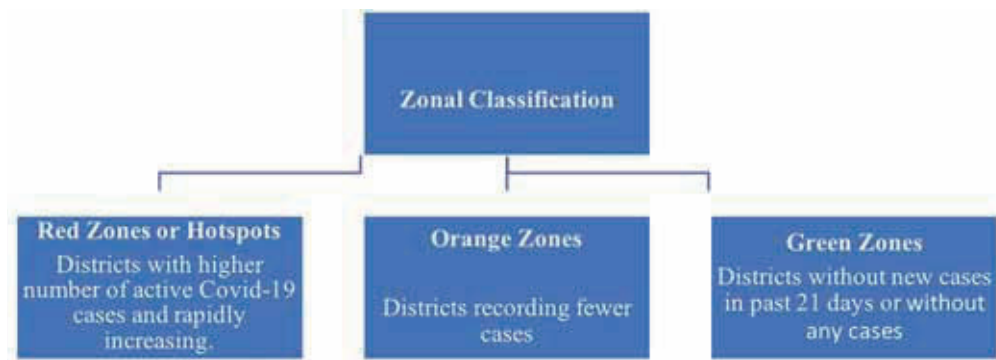 Zonal Classification
Red Zones or Hotspots
Districts with higher
number of active Covid-19
cases and rapidly
increasing.
Orange Zones
Districts recording fewer
cases
Green Zones
Districts without new cases
in past 21 days or without
any cases